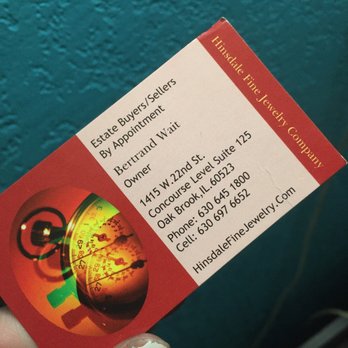 Hinsdale Fine Jewelry Company
Estate Buyers/Sellers
By Appointment
Bertrand Wait
Owner
1415 W.22nd St.
Concourse Level Suite 125
Oak Brook,IL.60523
Phone: 630 645 1800
Cell: 630 697 6652
HinsdaleFineJewelry.Com